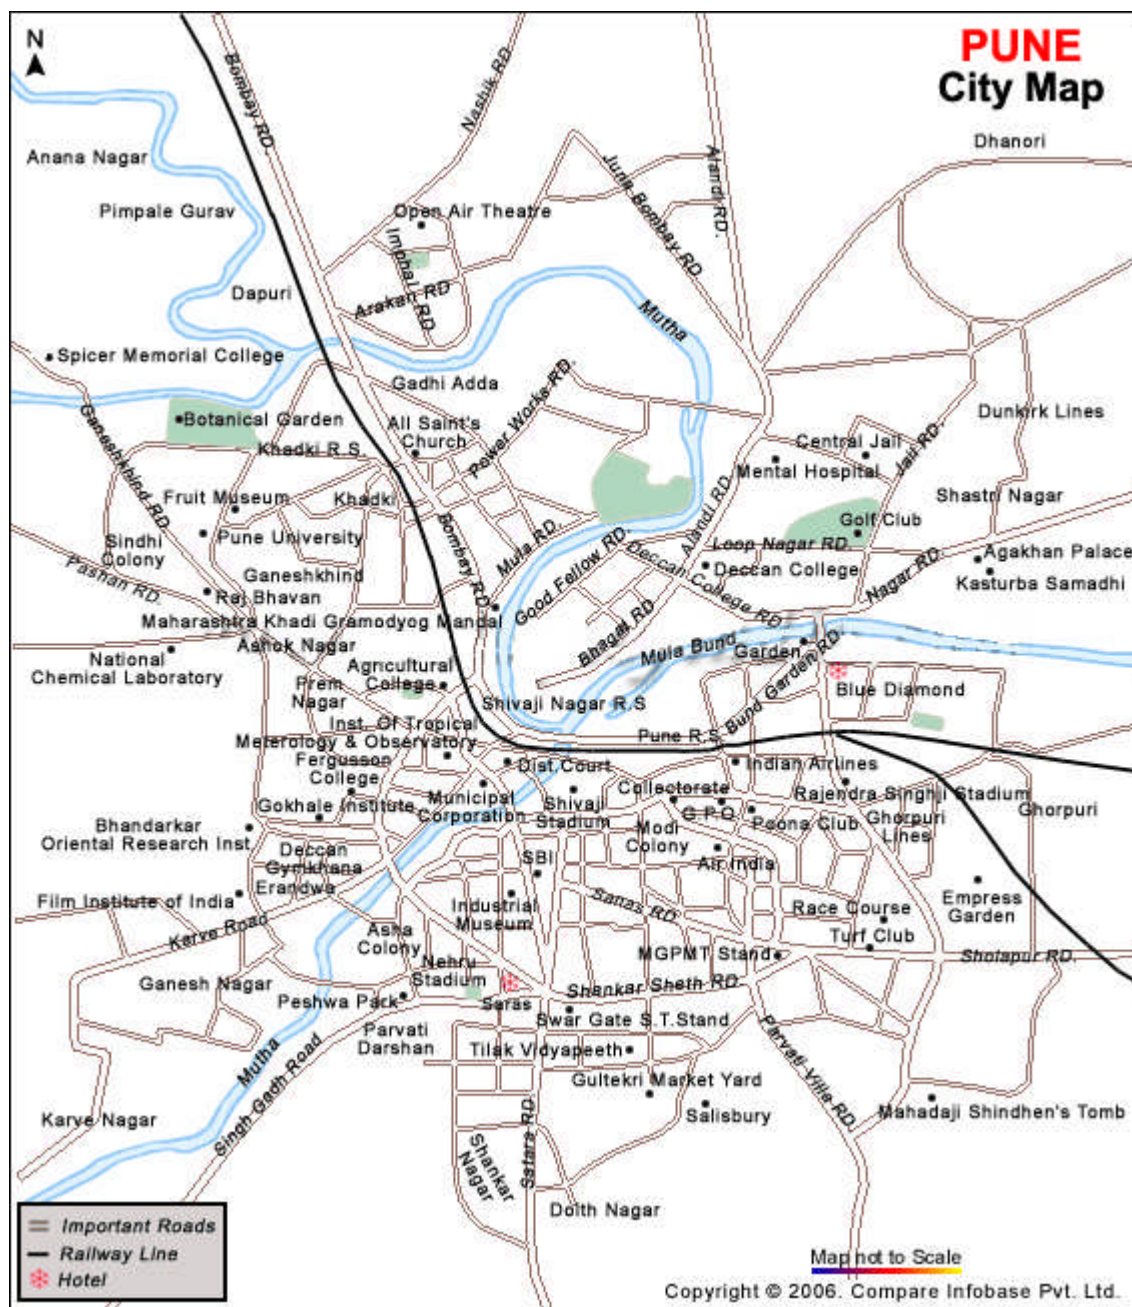 N
PUNE
City Map
Bombay RD.
Nashik RD
Dhanori
Anana Nagar
Alandi RD.
Juna Bombay RD
Pimpale Gurav
Open Air Theatre
Imphal RD
Dapuri
Arakan RD
Mutha
Spicer Memorial College
Gadhi Adda
Ganeshkhind RD.
Botanical Garden
All Saint's
Church
Power Works RD.
Dunkirk Lines
Central Jail
Jail RD.
Khadki R.S.
Mental Hospital
Fruit Museum
Khadki
Shastri Nagar
Bombay RD.
Alandi RD.
Golf Club
Sindhi
Colony
Pune University
Mula RD.
Good Fellow RD.
Deccan College RD
Loop Nagar RD.
Nagar RD.
Agakhan Palace
Pashan RD.
Ganeshkhind
Deccan College
Kasturba Samadhi
Raj Bhavan
Maharashtra Khadi Gramodyog Mandal
Bhagat RD
Ashok Nagar
Mula Bund
Garden
National
Chemical Laboratory
Agricultural
College
Prem
Nagar
Shivaji Nagar R.S
Bund Garden RD.
Blue Diamond
Inst. Of Tropical
Meterology & Observatory
Pune R.S.
Fergusson
College
Dist.Court
Indian Airlines
Gokhale Institute
Municipal
Corporation
Shivaji
Stadium
Collectorate
G.P.O.
Rajendra Singhji Stadium
Ghorpuri
Bhandarkar
Oriental Research Inst.
Modi
Colony
Poona Club
Ghorpuri
Lines
Deccan
Gymkhana
SBI
Air India
Erandwa
Film Institute of India
Industrial
Museum
Sanas RD.
Empress
Garden
Karve Road
Asha
Colony
Race Course
Turf Club
Nehru
Stadium
MGPMT Stand
Sholapur RD.
Ganesh Nagar
Peshwa Park
Saras
Shankar Sheth RD.
Swar Gate S.T.Stand
Parvati
Darshan
Parvati Villa RD.
Mutha
Singh Gadh Road
Tilak Vidyapeeth
Gultekri Market Yard
Karve Nagar
Salisbury
Mahadaji Shindhen's Tomb
Satara RD.
Shankar
Nagar
Dolth Nagar
Important Roads
Railway Line
Hotel
Map not to Scale
Copyright © 2006. Compare Infobase Pvt. Ltd.